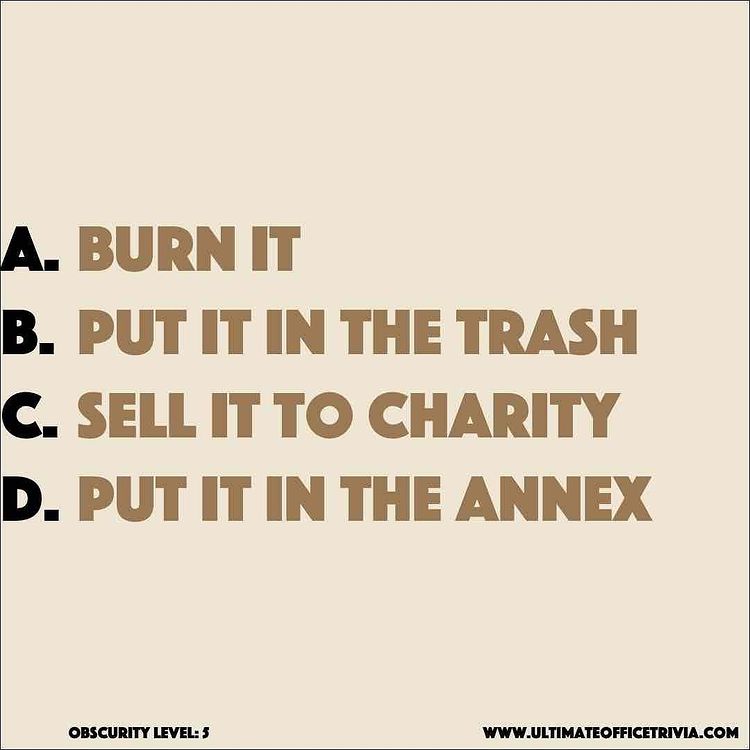 A. BURN IT
B. PUT IT IN THE TRASH
C. SELL IT TO CHARITY
D. PUT IT IN THE ANNEX
OBSCURITY LEVEL: 5
WWW.ULTIMATEOFFICETRIVIA.COM